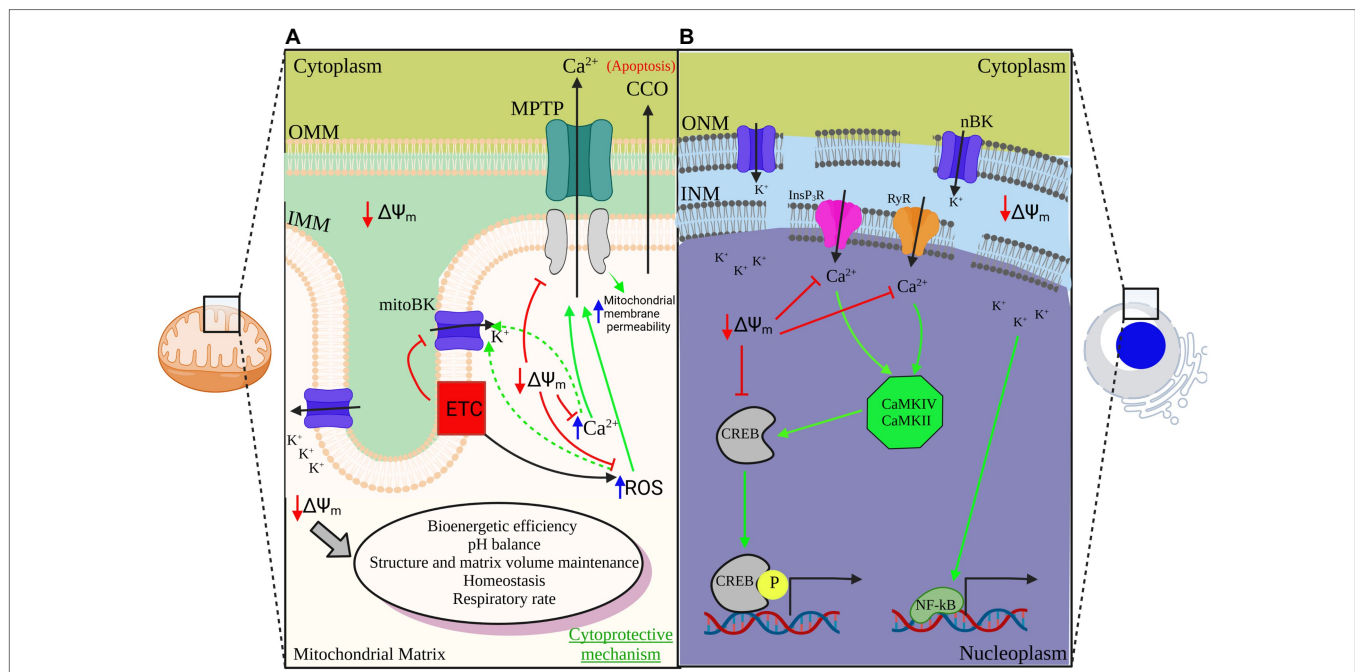 A
Cytoplasm
Ca²⁺ (Apoptosis)
CCO
MPTP
OMM
IMM
ΔΨm
mitoBK
K⁺
Mitochondrial
membrane
permeability
ETC
ΔΨm
Ca²⁺
ROS
K⁺
K⁺
K⁺
ΔΨm
Bioenergetic efficiency
pH balance
Structure and matrix volume maintenance
Homeostasis
Respiratory rate
Cytoprotective
mechanism
Mitochondrial Matrix
B
Cytoplasm
ONM
nBK
K⁺
K⁺
INM
InsP₃R
RyR
ΔΨm
K⁺
K⁺ K⁺
Ca²⁺
Ca²⁺
K⁺
K⁺ K⁺
ΔΨm
CaMKIV
CaMKII
CREB
CREB
P
NF-kB
Nucleoplasm